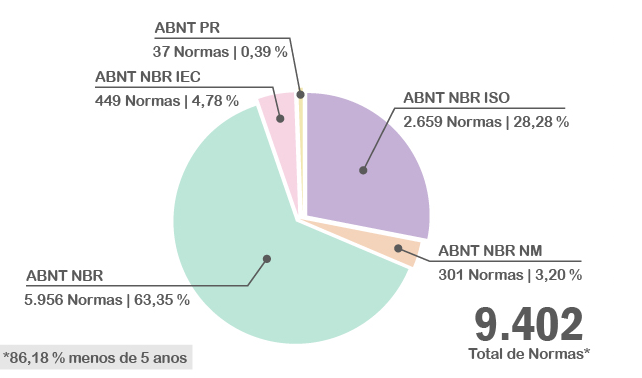 ABNT PR
37 Normas | 0,39 %
ABNT NBR IEC
449 Normas | 4,78 %
ABNT NBR ISO
2.659 Normas | 28,28 %
ABNT NBR NM
301 Normas | 3,20 %
ABNT NBR
5.956 Normas | 63,35 %
9.402
Total de Normas*
*86,18 % menos de 5 anos